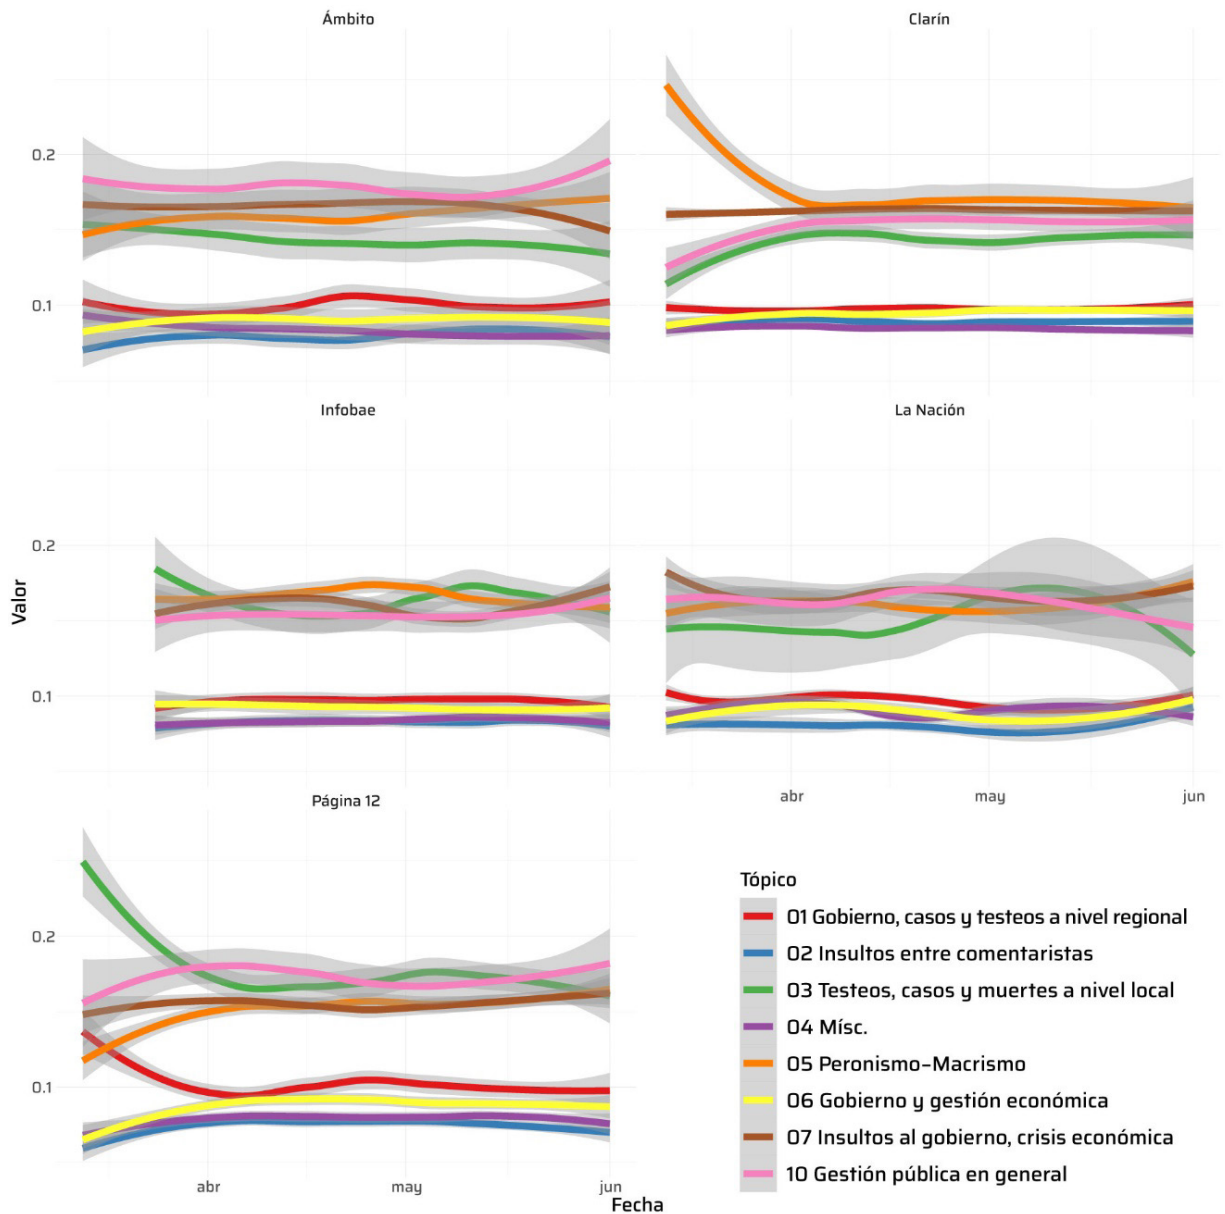 Ámbito
Clarín
0.2
0.1
Infobae
La Nación
0.2
0.1
Valor
abr
may
jun
Página 12
0.2
0.1
abr
may
jun
Fecha
Tópico
01 Gobierno, casos y testeos a nivel regional
02 Insultos entre comentaristas
03 Testeos, casos y muertes a nivel local
04 Mísc.
05 Peronismo-Macrismo
06 Gobierno y gestión económica
07 Insultos al gobierno, crisis económica
10 Gestión pública en general